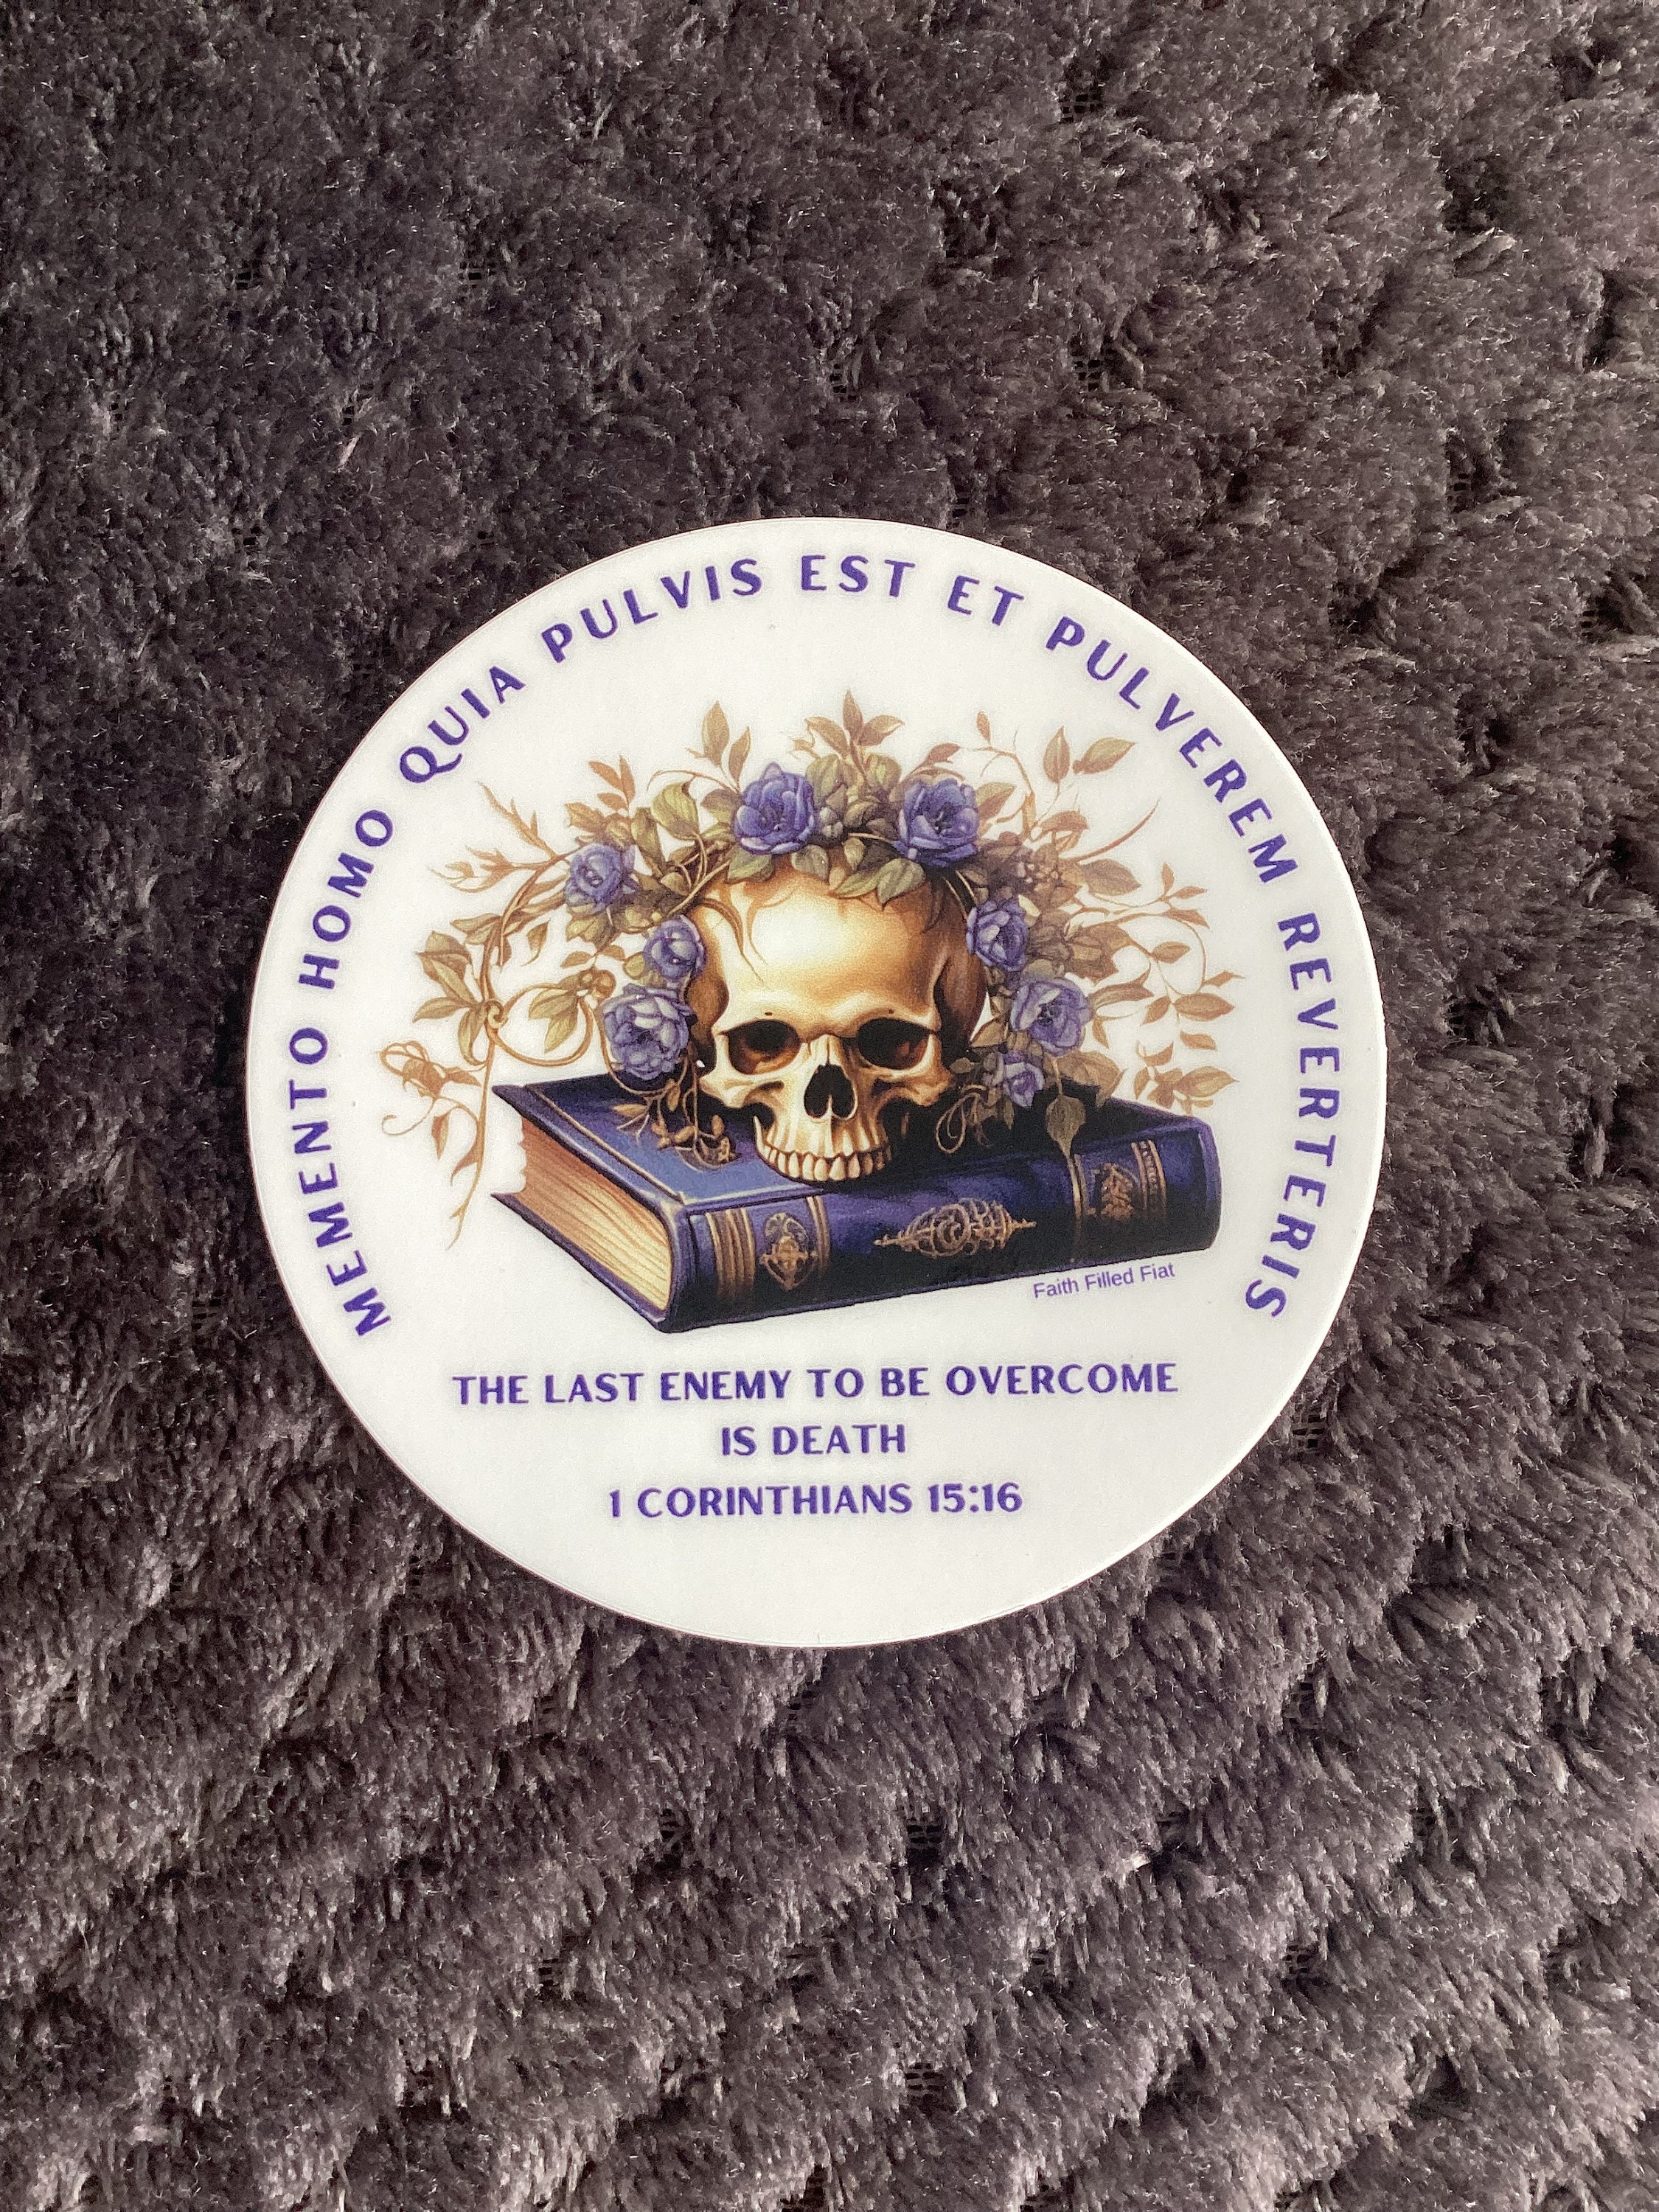 MEMENTO HOMO QUIA PULVIS EST ET PULVEREM REVERTERIS
Faith Filled Fiat
THE LAST ENEMY TO BE OVERCOME
IS DEATH
1 CORINTHIANS 15:16